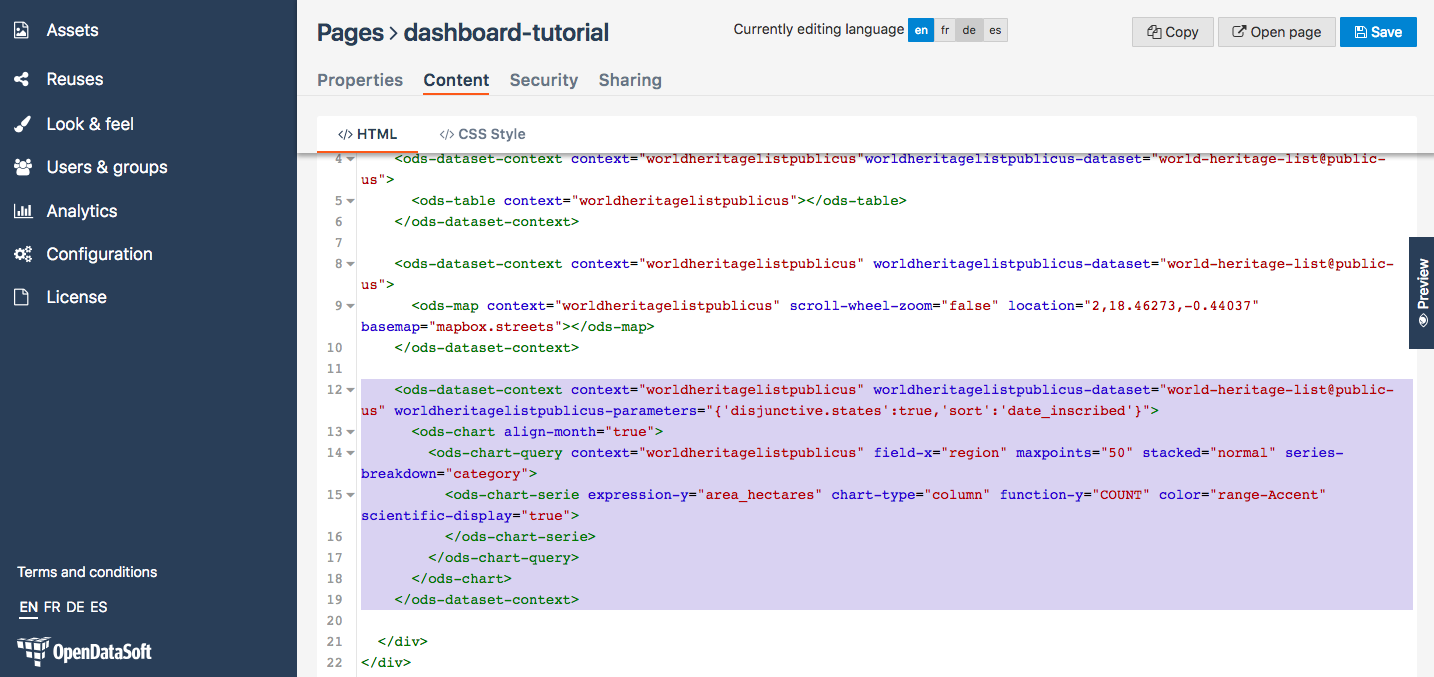 Assets
Reuses
Look & feel
Users & groups
Analytics
Configuration
License
Terms and conditions
EN FR DE ES
OpenDataSoft
Pages > dashboard-tutorial
Currently editing language en fr de es
Copy
Open page
Save
Properties Content Security Sharing
</> HTML </> CSS Style
4 <ods-dataset-context context="worldheritagelistpublicus"worldheritagelistpublicus-dataset="world-heritage-list@public-
us">
5 <ods-table context="worldheritagelistpublicus"></ods-table>
6 </ods-dataset-context>
7
8 <ods-dataset-context context="worldheritagelistpublicus" worldheritagelistpublicus-dataset="world-heritage-list@public-
us">
9 <ods-map context="worldheritagelistpublicus" scroll-wheel-zoom="false" location="2,18.46273,-0.44037"
basemap="mapbox.streets"></ods-map>
10 </ods-dataset-context>
11
12 <ods-dataset-context context="worldheritagelistpublicus" worldheritagelistpublicus-dataset="world-heritage-list@public-
us" worldheritagelistpublicus-parameters="{'disjunctive.states':true,'sort':'date_inscribed'}">
13 <ods-chart align-month="true">
14 <ods-chart-query context="worldheritagelistpublicus" field-x="region" maxpoints="50" stacked="normal" series-
breakdown="category">
15 <ods-chart-serie expression-y="area_hectares" chart-type="column" function-y="COUNT" color="range-Accent"
scientific-display="true">
16 </ods-chart-serie>
17 </ods-chart-query>
18 </ods-chart>
19 </ods-dataset-context>
20
21 </div>
22 </div>
Preview